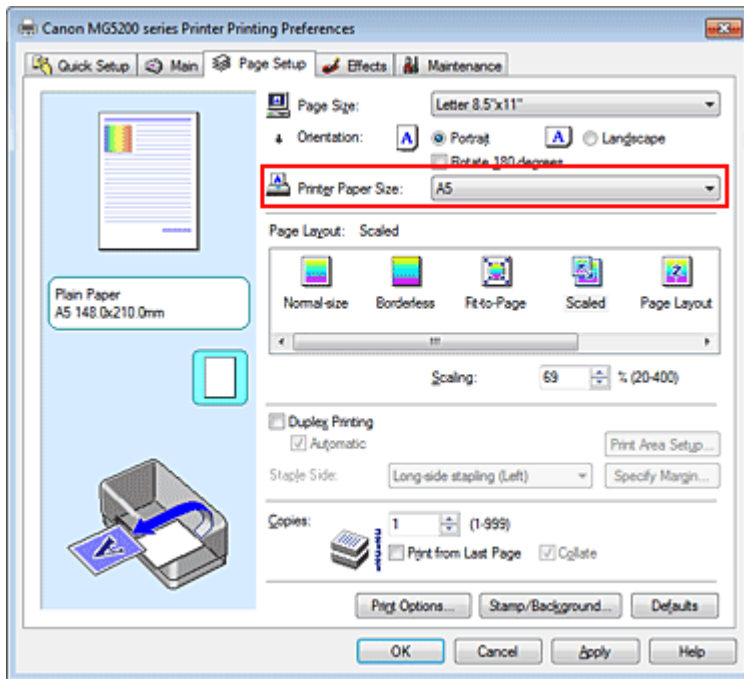 Canon MG5200 series Printer Printing Preferences
Quick Setup Main Page Setup Effects Maintenance
Page Size: Letter 8.5"x11"
Orientation: A Portrait A Landscape
Rotate 180 degrees
Printer Paper Size: A5
Page Layout: Scaled
Normal-size Borderless Fit-to-Page Scaled Page Layout
Plain Paper
A5 148.0x210.0mm
Scaling: 69 % (20-400)
Duplex Printing
Automatic Print Area Setup...
Staple Side: Long-side stapling (Left) Specify Margin...
Copies: 1 (1-999)
Print from Last Page Collate
Print Options... Stamp/Background... Defaults
OK Cancel Apply Help